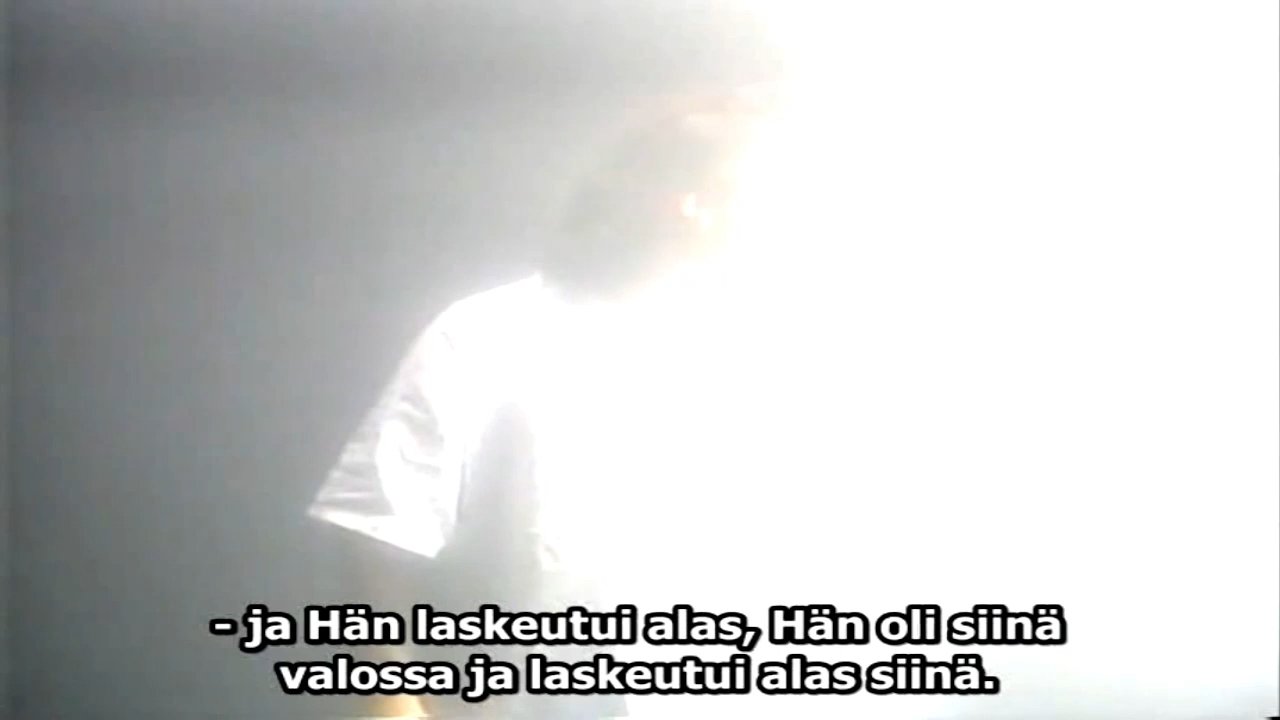 - ja Hän laskeutui alas, Hän oli siinä
valossa ja laskeutui alas siinä.